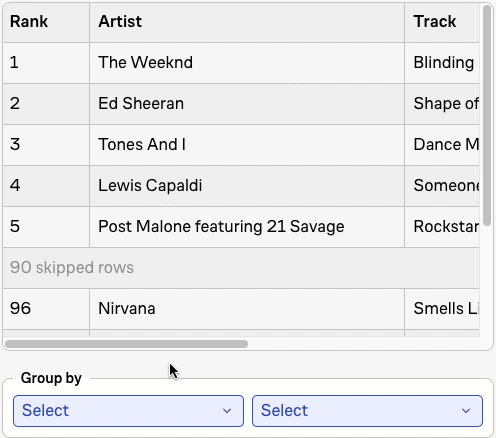 Rank Artist Track
1 The Weeknd Blinding
2 Ed Sheeran Shape of
3 Tones And I Dance M
4 Lewis Capaldi Someone
5 Post Malone featuring 21 Savage Rockstar
90 skipped rows
96 Nirvana Smells Li
Group by
Select Select